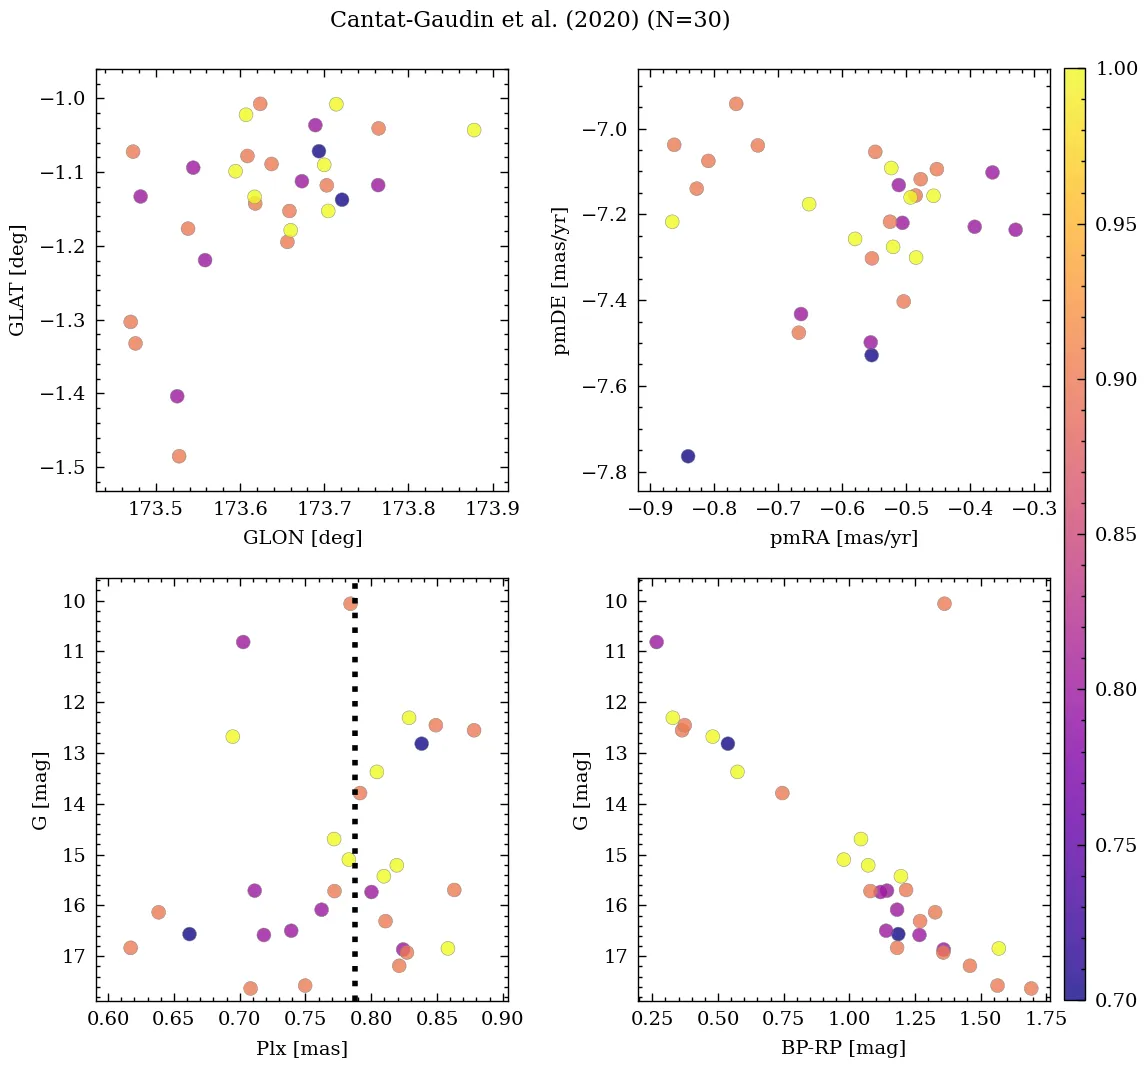 Cantat-Gaudin et al. (2020) (N=30)
−1.0
−1.1
−1.2
−1.3
−1.4
−1.5
GLAT [deg]
173.5 173.6 173.7 173.8 173.9
GLON [deg]
−7.0
−7.2
−7.4
−7.6
−7.8
pmDE [mas/yr]
−0.9 −0.8 −0.7 −0.6 −0.5 −0.4 −0.3
pmRA [mas/yr]
10
11
12
13
14
15
16
17
G [mag]
0.60 0.65 0.70 0.75 0.80 0.85 0.90
Plx [mas]
10
11
12
13
14
15
16
17
G [mag]
0.25 0.50 0.75 1.00 1.25 1.50 1.75
BP-RP [mag]
1.00
0.95
0.90
0.85
0.80
0.75
0.70